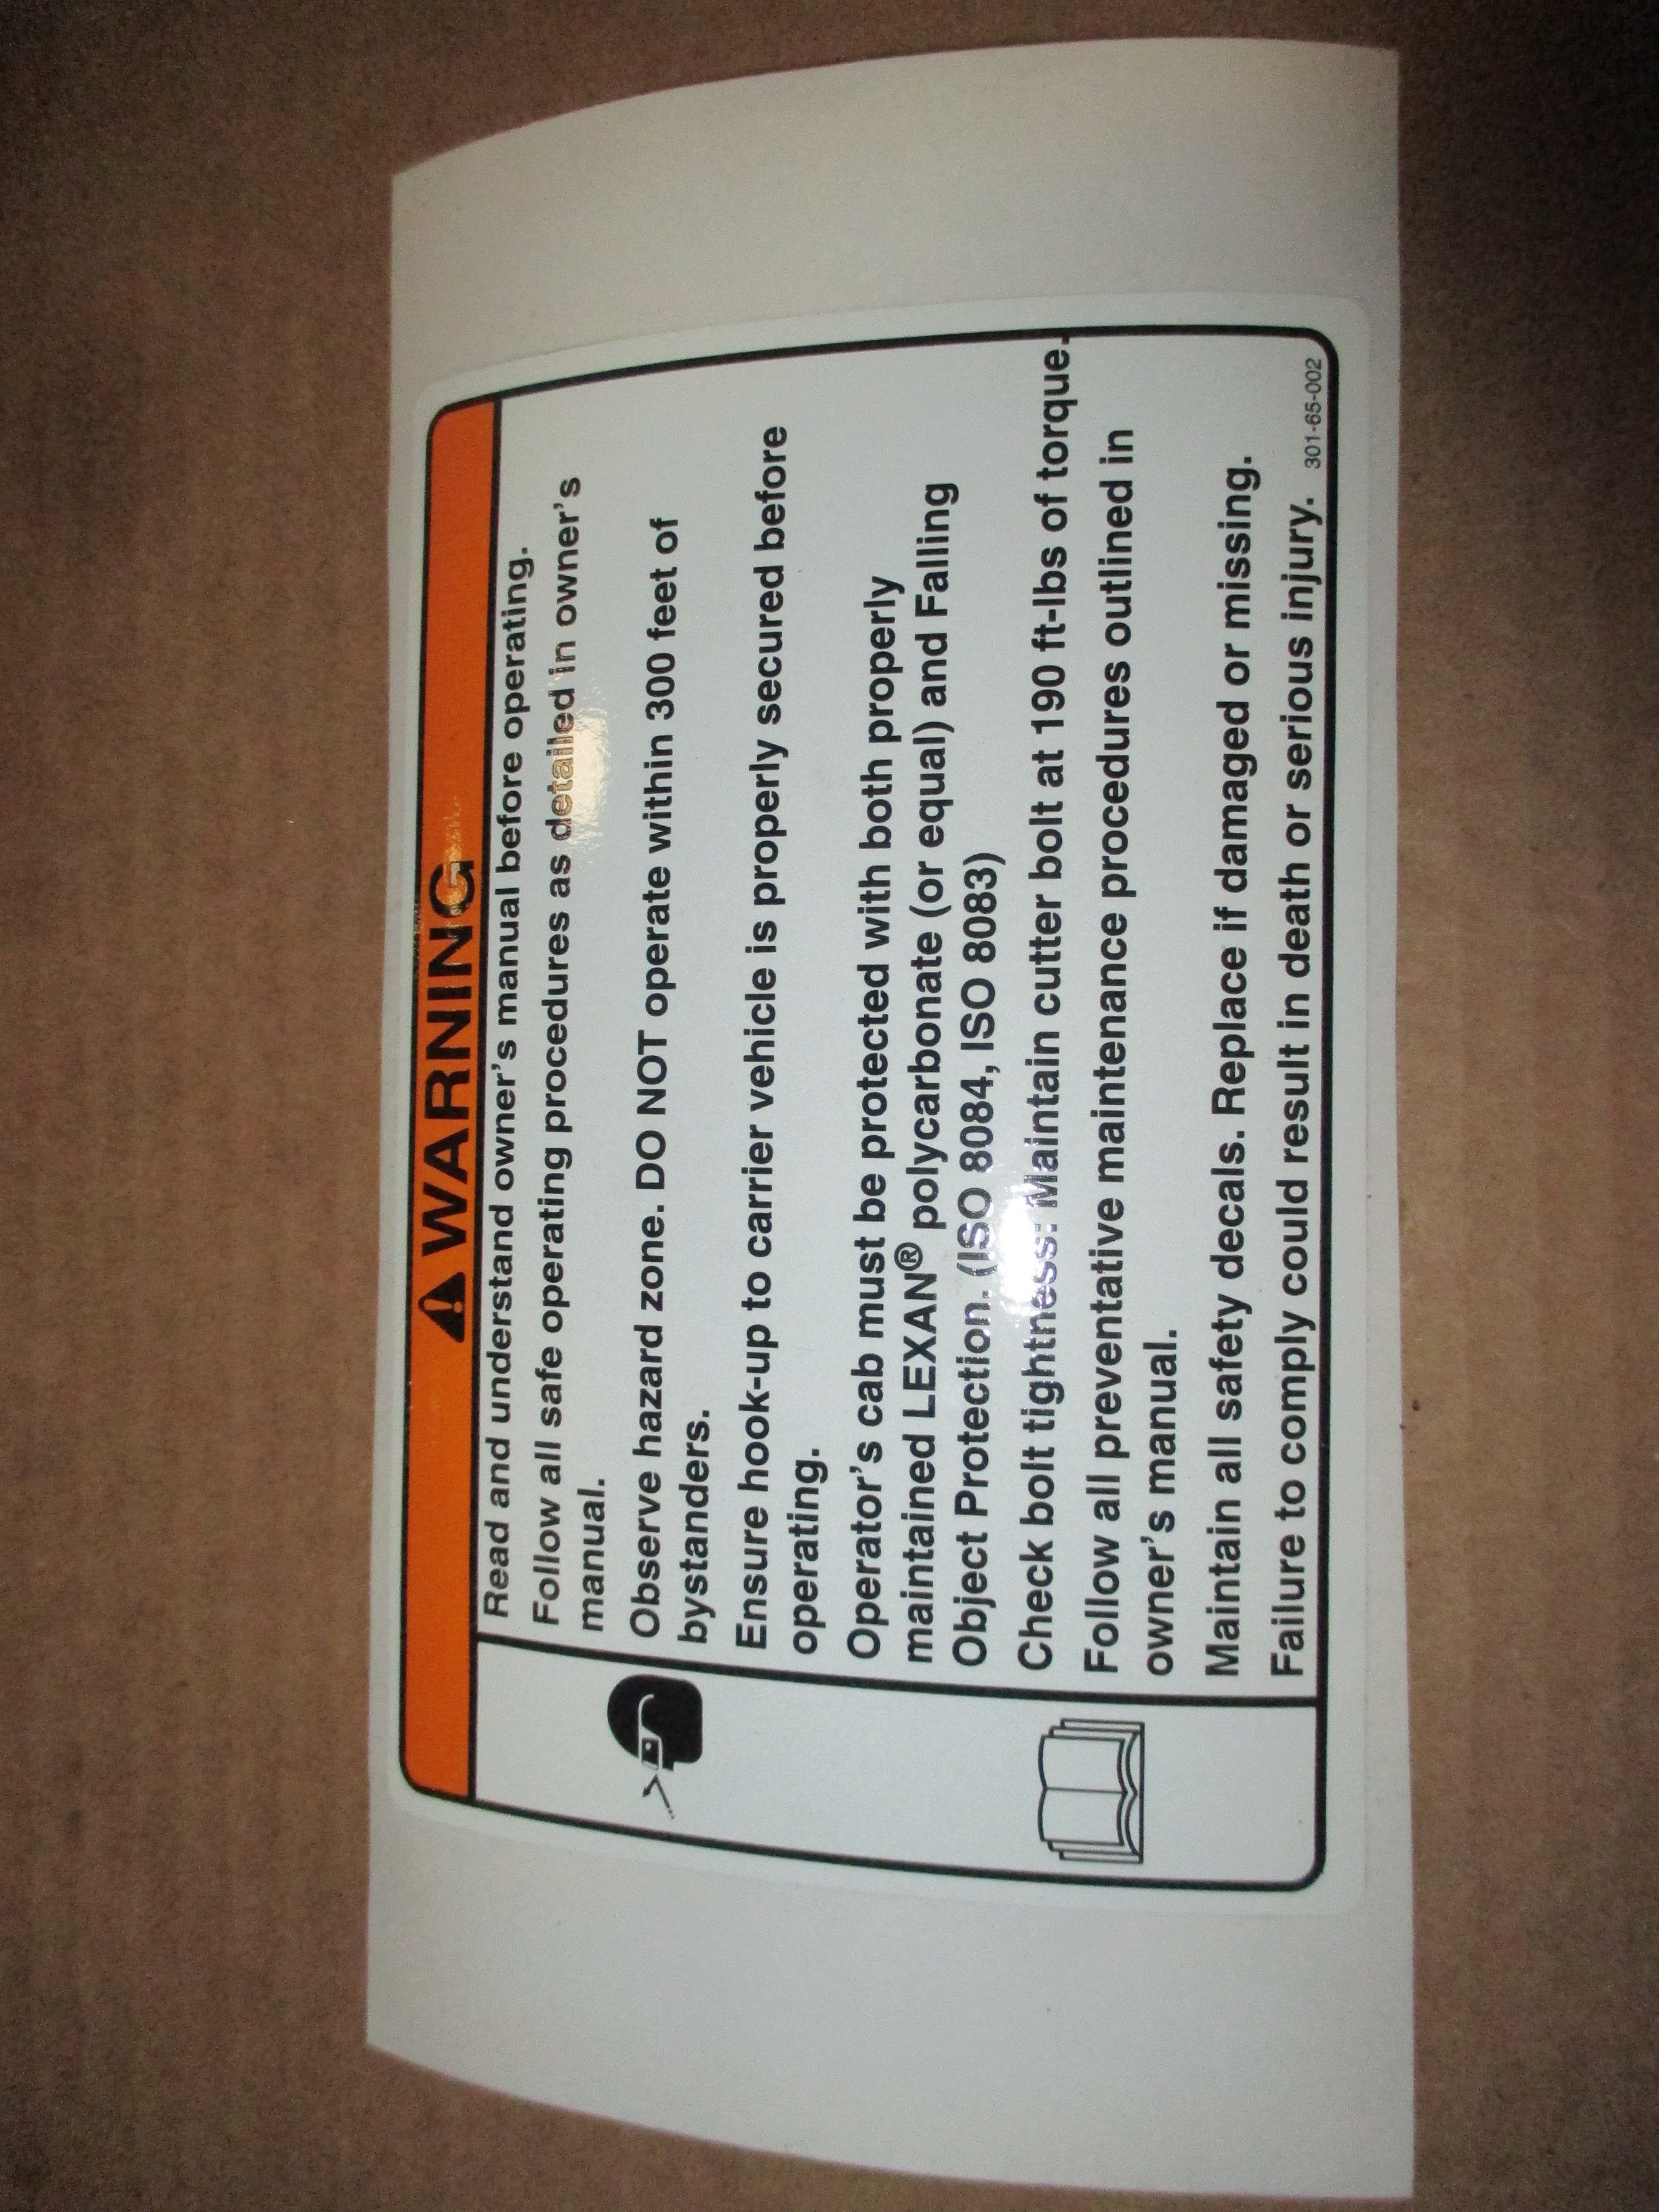 WARNING
Read and understand owner's manual before operating.
Follow all safe operating procedures as detailed in owner's
manual.
Observe hazard zone. DO NOT operate within 300 feet of
bystanders.
Ensure hook-up to carrier vehicle is properly secured before
operating.
Operator's cab must be protected with both properly
maintained LEXAN® polycarbonate (or equal) and Falling
Object Protection. (ISO 8084, ISO 8083)
Check bolt tightness: Maintain cutter bolt at 190 ft-lbs of torque.
Follow all preventative maintenance procedures outlined in
owner's manual.
Maintain all safety decals. Replace if damaged or missing.
Failure to comply could result in death or serious injury.
301-65-002